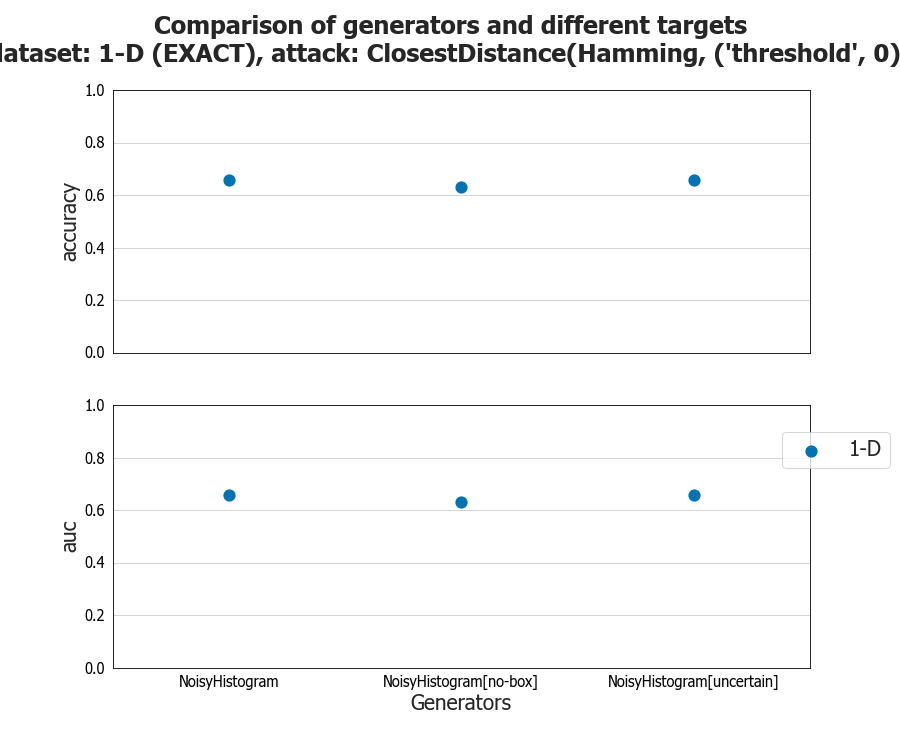 Comparison of generators and different targets
dataset: 1-D (EXACT), attack: ClosestDistance(Hamming, ('threshold', 0)
1.0
0.8
0.6
0.4
0.2
0.0
accuracy
1.0
0.8
0.6
0.4
0.2
0.0
auc
1-D
NoisyHistogram NoisyHistogram[no-box] NoisyHistogram[uncertain]
Generators